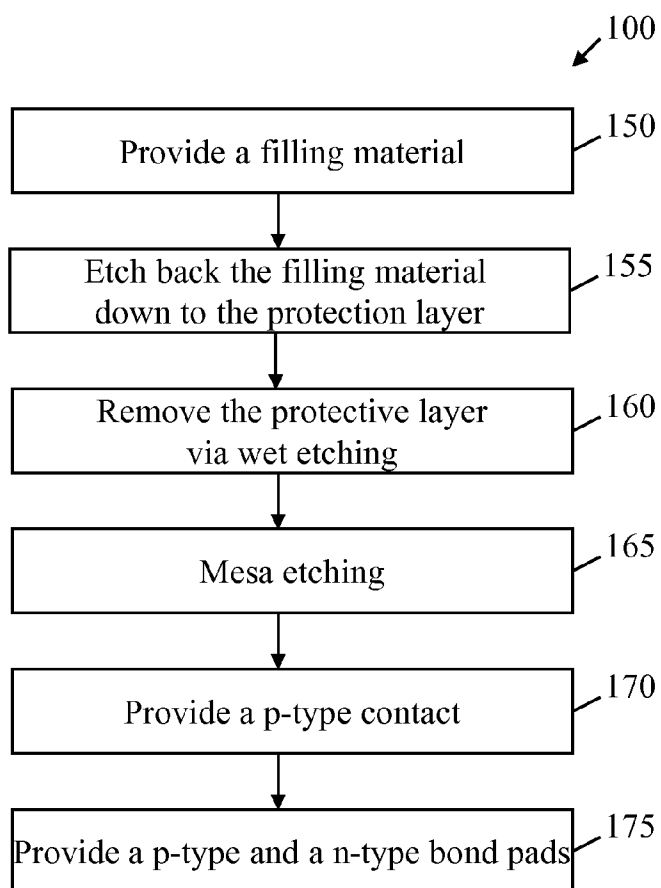 100
150
Provide a filling material
155
Etch back the filling material
down to the protection layer
160
Remove the protective layer
via wet etching
165
Mesa etching
170
Provide a p-type contact
175
Provide a p-type and a n-type bond pads